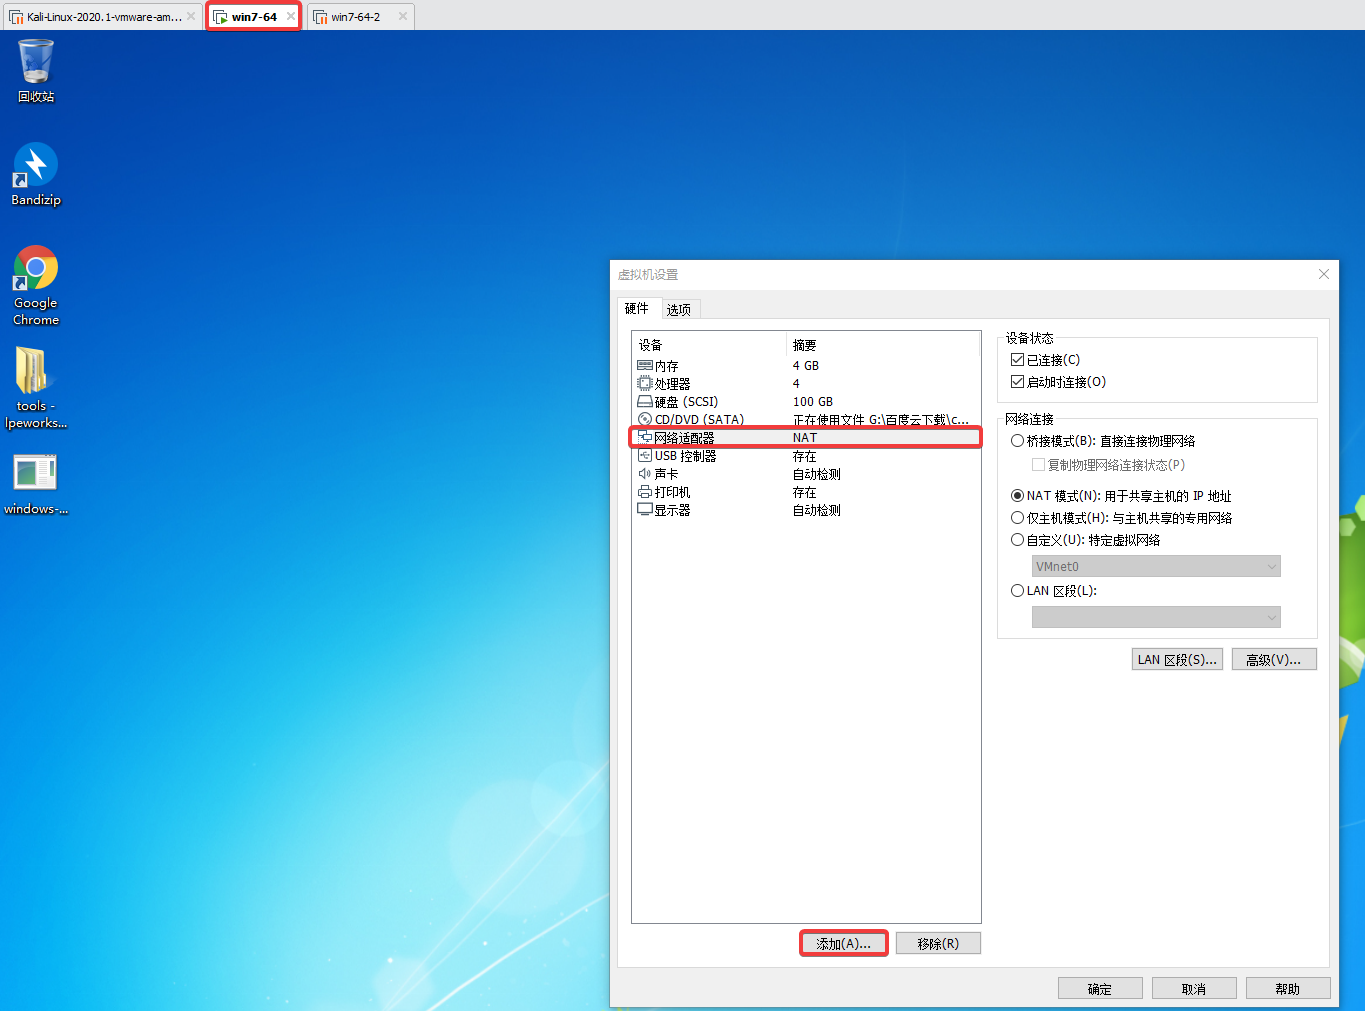 Kali-Linux-2020.1-vmware-am...
win7-64
win7-64-2
回收站
Bandizip
Google
Chrome
tools -
lpeworks...
windows-...
虚拟机设置
硬件
选项
设备 摘要
内存 4 GB
处理器 4
硬盘 (SCSI) 100 GB
CD/DVD (SATA) 正在使用文件 G:\百度云下载\c...
网络适配器 NAT
USB 控制器 存在
声卡 自动检测
打印机 存在
显示器 自动检测
添加(A)...
移除(R)
设备状态
已连接(C)
启动时连接(O)
网络连接
桥接模式(B): 直接连接物理网络
复制物理网络连接状态(P)
NAT 模式(N): 用于共享主机的 IP 地址
仅主机模式(H): 与主机共享的专用网络
自定义(U): 特定虚拟网络
VMnet0
LAN 区段(L):
LAN 区段(S)...
高级(V)...
确定
取消
帮助